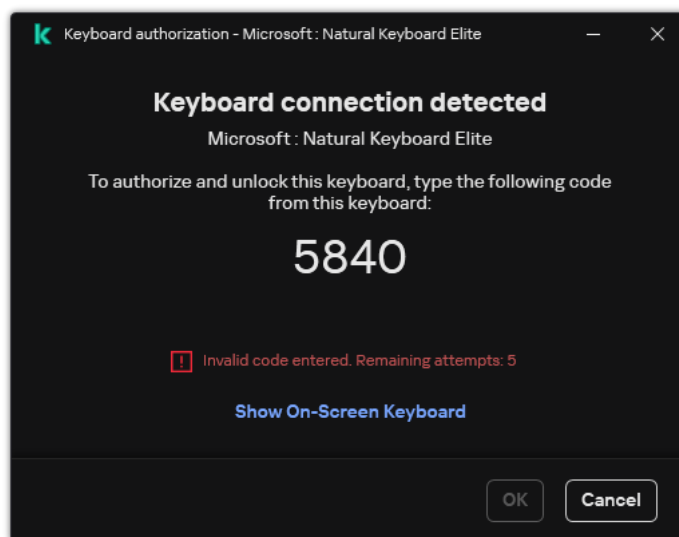 Keyboard authorization - Microsoft : Natural Keyboard Elite
Keyboard connection detected
Microsoft : Natural Keyboard Elite
To authorize and unlock this keyboard, type the following code
from this keyboard:
5840
Invalid code entered. Remaining attempts: 5
Show On-Screen Keyboard
OK
Cancel